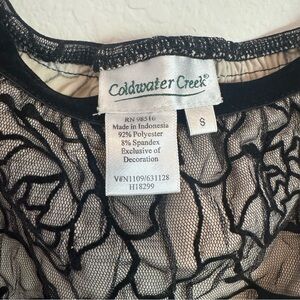 Coldwater Creek®
S
RN 98516
Made in Indonesia
92% Polyester
8% Spandex
Exclusive of
Decoration
V#N1109/631128
H18299